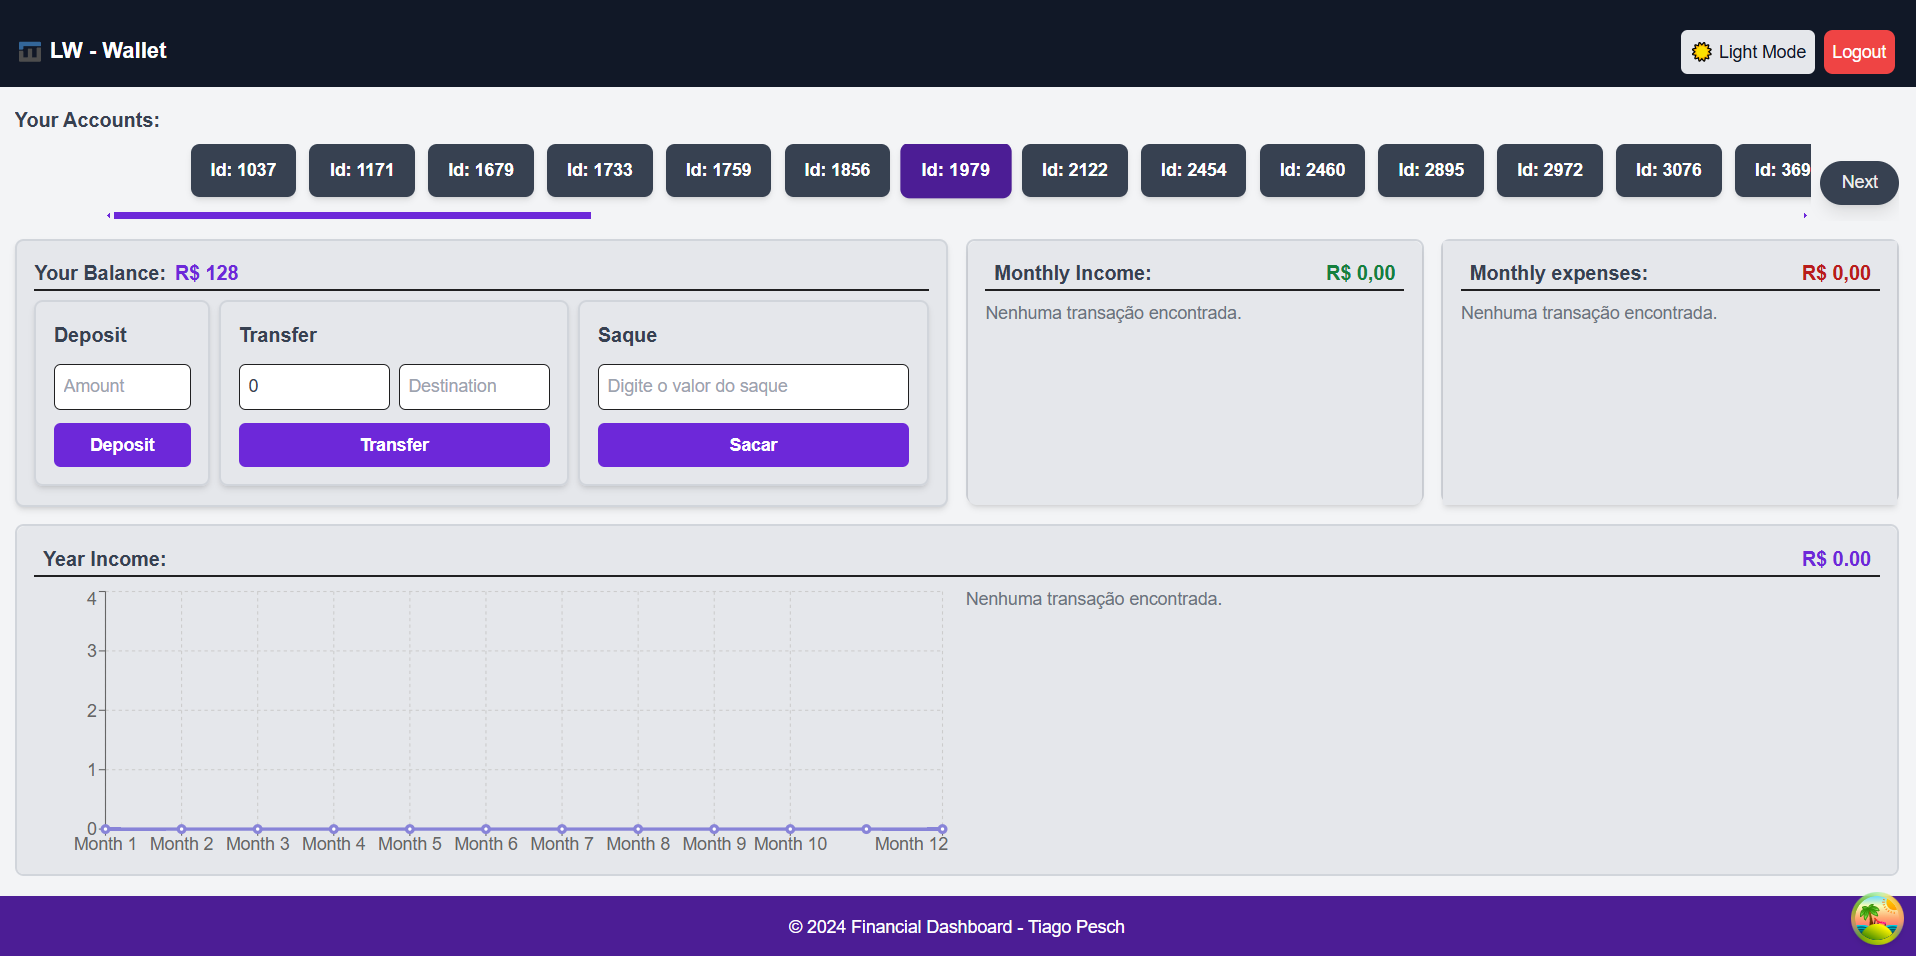 LW - Wallet
Light Mode
Logout
Your Accounts:
Id: 1037
Id: 1171
Id: 1679
Id: 1733
Id: 1759
Id: 1856
Id: 1979
Id: 2122
Id: 2454
Id: 2460
Id: 2895
Id: 2972
Id: 3076
Id: 369
Next
Your Balance: R$ 128
Deposit
Amount
Deposit
Transfer
0
Destination
Transfer
Saque
Digite o valor do saque
Sacar
Monthly Income:
R$ 0,00
Nenhuma transação encontrada.
Monthly expenses:
R$ 0,00
Nenhuma transação encontrada.
Year Income:
R$ 0.00
4
3
2
1
0
Month 1
Month 2
Month 3
Month 4
Month 5
Month 6
Month 7
Month 8
Month 9
Month 10
Month 12
Nenhuma transação encontrada.
© 2024 Financial Dashboard - Tiago Pesch